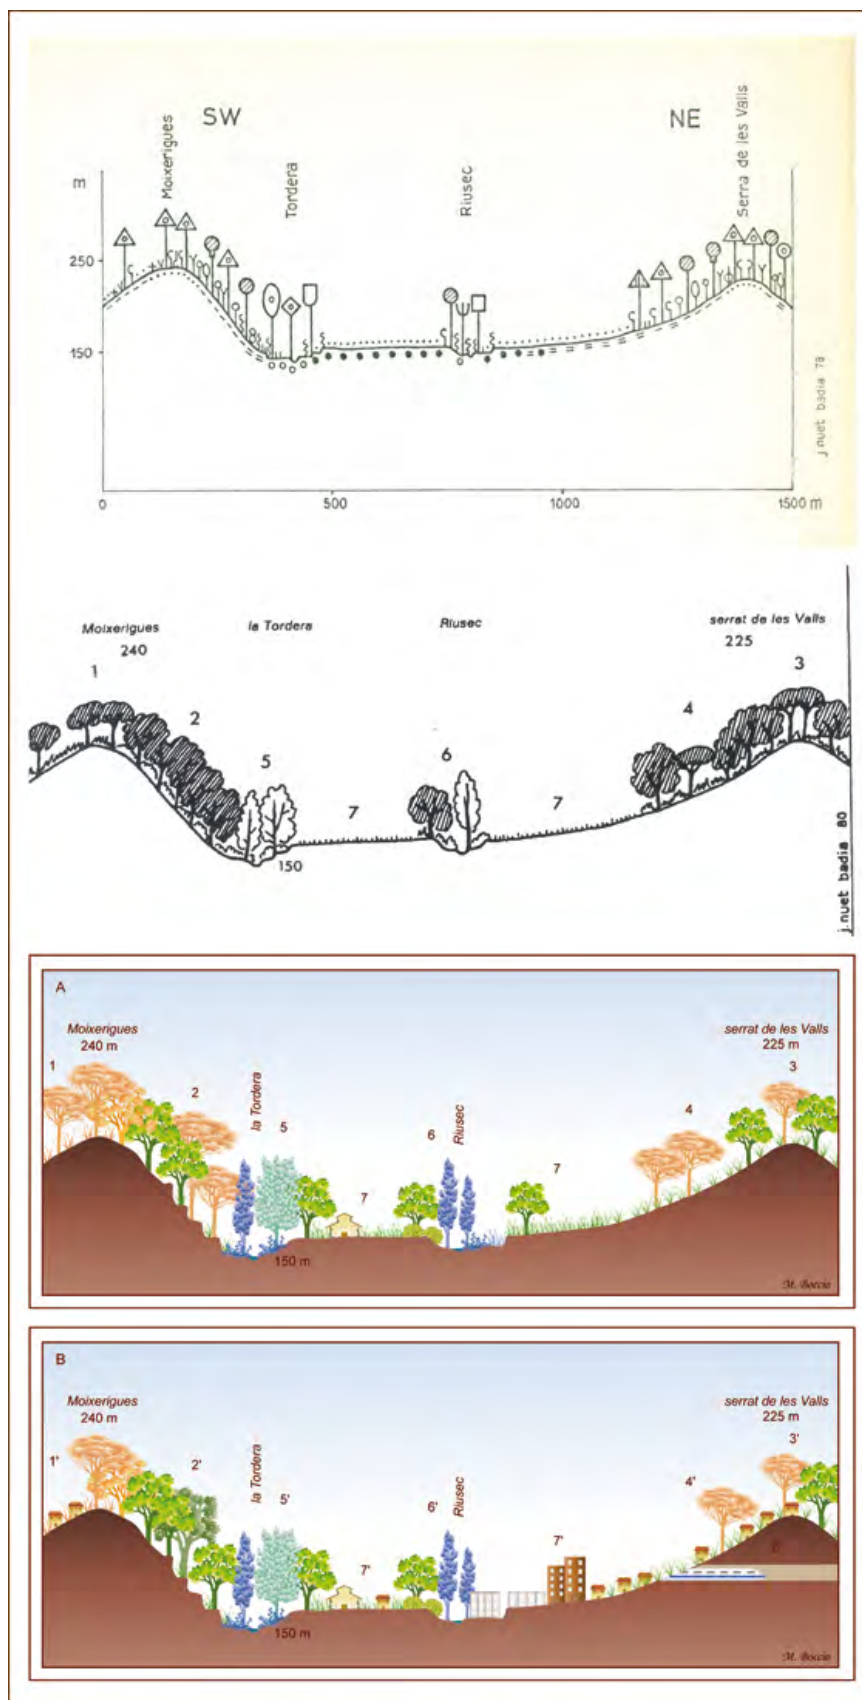 SW
NE
Moixerigues
Tordera
Riusec
Serra de les Valls
m
250
150
0
500
1000
1500 m
j. nuet badia 79
Moixerigues
240
la Tordera
Riusec
serrat de les Valls
225
1
2
3
4
5
6
7
7
150
j. nuet badia 80
A
Moixerigues
240 m
serrat de les Valls
225 m
1
2
la Tordera
5
6
Riusec
7
7
4
3
150 m
M. Boccio
B
Moixerigues
240 m
serrat de les Valls
225 m
1'
2'
la Tordera
5'
6'
Riusec
7'
7'
4'
3'
150 m
M. Boccio